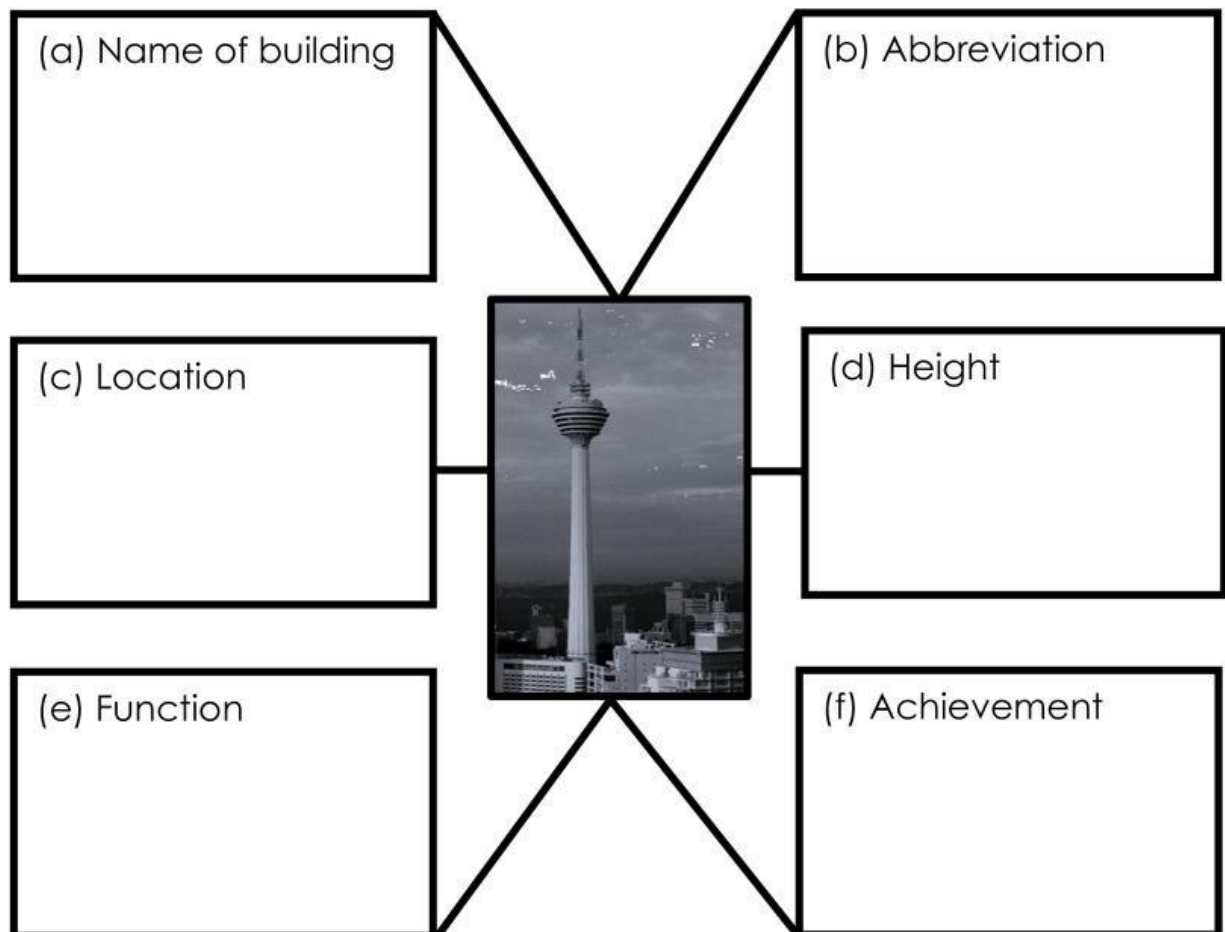 (a) Name of building
(b) Abbreviation
(c) Location
(d) Height
(e) Function
(f) Achievement